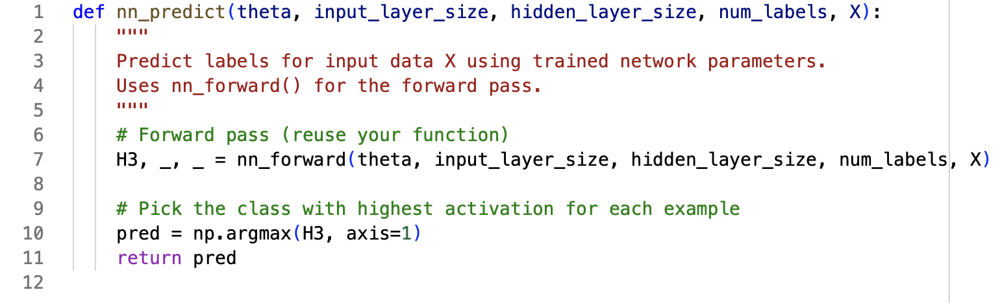 1 def nn_predict(theta, input_layer_size, hidden_layer_size, num_labels, X):
2     """
3     Predict labels for input data X using trained network parameters.
4     Uses nn_forward() for the forward pass.
5     """
6     # Forward pass (reuse your function)
7     H3, _, _ = nn_forward(theta, input_layer_size, hidden_layer_size, num_labels, X)
8
9     # Pick the class with highest activation for each example
10     pred = np.argmax(H3, axis=1)
11     return pred
12